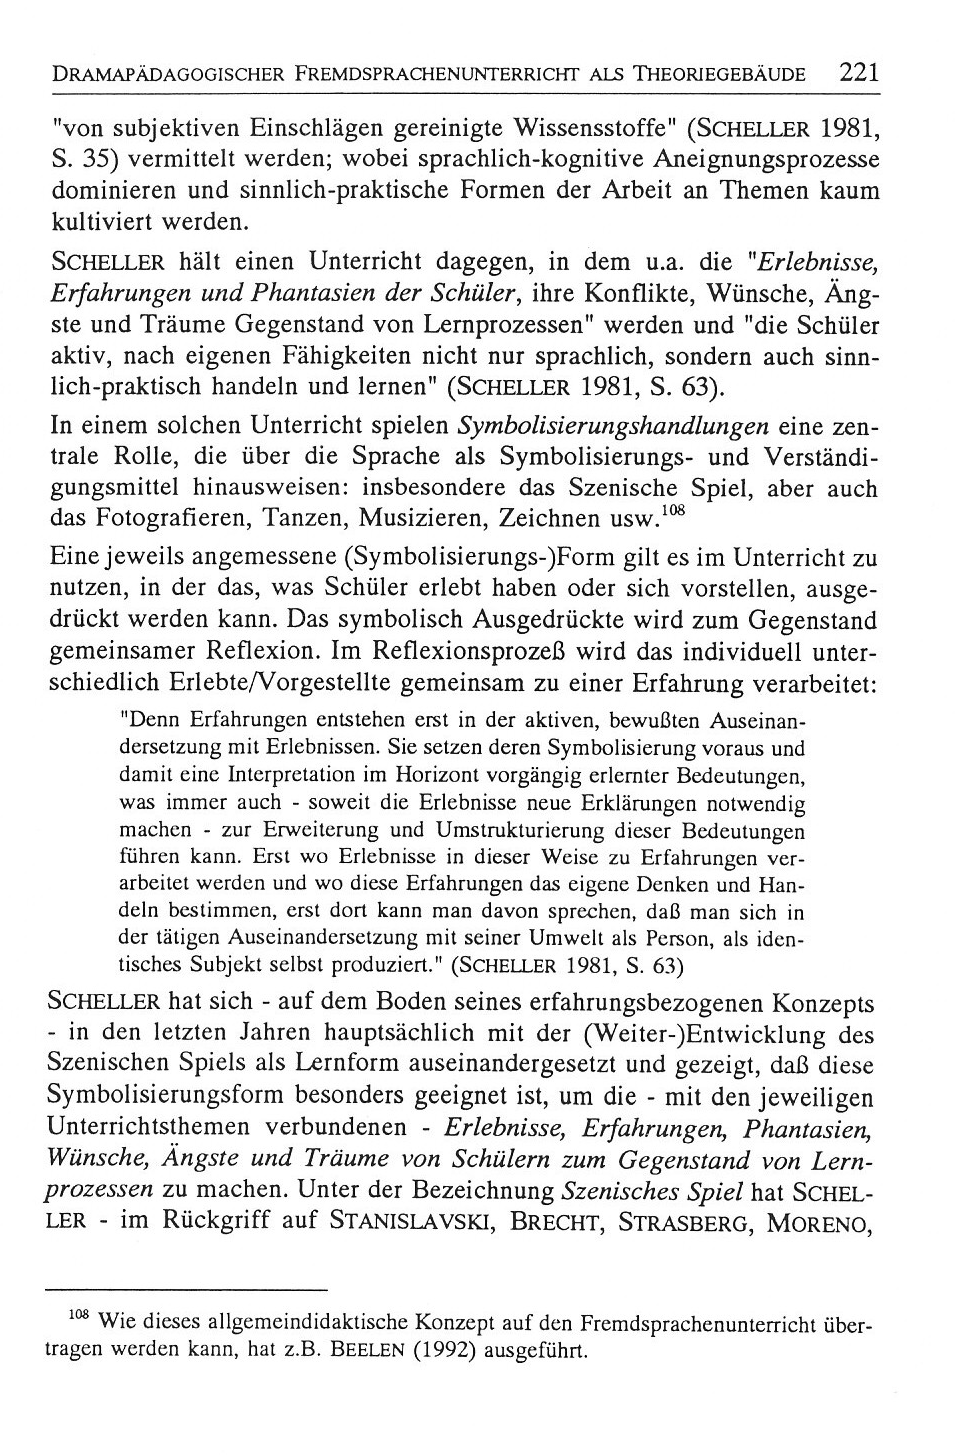 DRAMAPÄDAGOGISCHER FREMDSPRACHENUNTERRICHT ALS THEORIEGEBÄUDE 221
"von subjektiven Einschlägen gereinigte Wissensstoffe" (SCHELLER 1981,
S. 35) vermittelt werden; wobei sprachlich-kognitive Aneignungsprozesse
dominieren und sinnlich-praktische Formen der Arbeit an Themen kaum
kultiviert werden.
SCHELLER hält einen Unterricht dagegen, in dem u.a. die "Erlebnisse,
Erfahrungen und Phantasien der Schüler, ihre Konflikte, Wünsche, Äng-
ste und Träume Gegenstand von Lernprozessen" werden und "die Schüler
aktiv, nach eigenen Fähigkeiten nicht nur sprachlich, sondern auch sinn-
lich-praktisch handeln und lernen" (SCHELLER 1981, S. 63).
In einem solchen Unterricht spielen Symbolisierungshandlungen eine zen-
trale Rolle, die über die Sprache als Symbolisierungs- und Verständi-
gungsmittel hinausweisen: insbesondere das Szenische Spiel, aber auch
das Fotografieren, Tanzen, Musizieren, Zeichnen usw.108
Eine jeweils angemessene (Symbolisierungs-)Form gilt es im Unterricht zu
nutzen, in der das, was Schüler erlebt haben oder sich vorstellen, ausge-
drückt werden kann. Das symbolisch Ausgedrückte wird zum Gegenstand
gemeinsamer Reflexion. Im Reflexionsprozeß wird das individuell unter-
schiedlich Erlebte/Vorgestellte gemeinsam zu einer Erfahrung verarbeitet:
"Denn Erfahrungen entstehen erst in der aktiven, bewußten Auseinan-
dersetzung mit Erlebnissen. Sie setzen deren Symbolisierung voraus und
damit eine Interpretation im Horizont vorgängig erlernter Bedeutungen,
was immer auch - soweit die Erlebnisse neue Erklärungen notwendig
machen - zur Erweiterung und Umstrukturierung dieser Bedeutungen
führen kann. Erst wo Erlebnisse in dieser Weise zu Erfahrungen ver-
arbeitet werden und wo diese Erfahrungen das eigene Denken und Han-
deln bestimmen, erst dort kann man davon sprechen, daß man sich in
der tätigen Auseinandersetzung mit seiner Umwelt als Person, als iden-
tisches Subjekt selbst produziert." (SCHELLER 1981, S. 63)
SCHELLER hat sich - auf dem Boden seines erfahrungsbezogenen Konzepts
- in den letzten Jahren hauptsächlich mit der (Weiter-)Entwicklung des
Szenischen Spiels als Lernform auseinandergesetzt und gezeigt, daß diese
Symbolisierungsform besonders geeignet ist, um die - mit den jeweiligen
Unterrichtsthemen verbundenen - Erlebnisse, Erfahrungen, Phantasien,
Wünsche, Ängste und Träume von Schülern zum Gegenstand von Lern-
prozessen zu machen. Unter der Bezeichnung Szenisches Spiel hat SCHEL-
LER - im Rückgriff auf STANISLAVSKI, BRECHT, STRASBERG, MORENO,
108 Wie dieses allgemeindidaktische Konzept auf den Fremdsprachenunterricht über-
tragen werden kann, hat z.B. BEELEN (1992) ausgeführt.